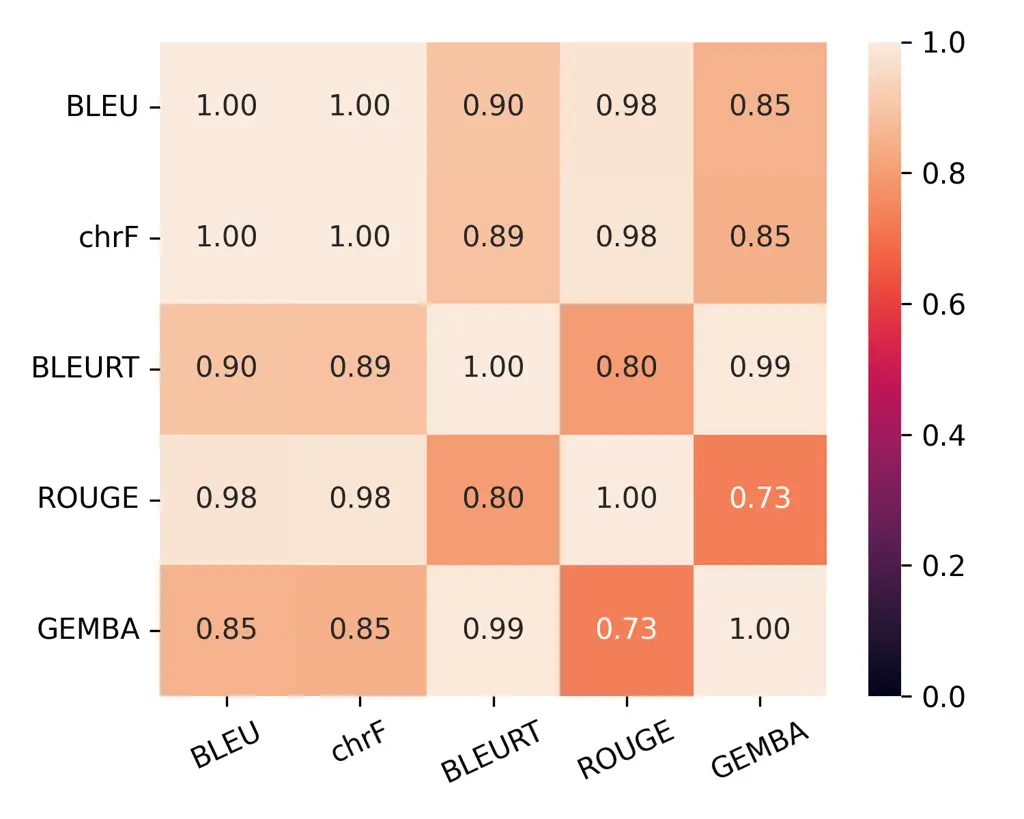 BLEU 1.00 1.00 0.90 0.98 0.85
chrF 1.00 1.00 0.89 0.98 0.85
BLEURT 0.90 0.89 1.00 0.80 0.99
ROUGE 0.98 0.98 0.80 1.00 0.73
GEMBA 0.85 0.85 0.99 0.73 1.00
BLEU chrF BLEURT ROUGE GEMBA
1.0
0.8
0.6
0.4
0.2
0.0